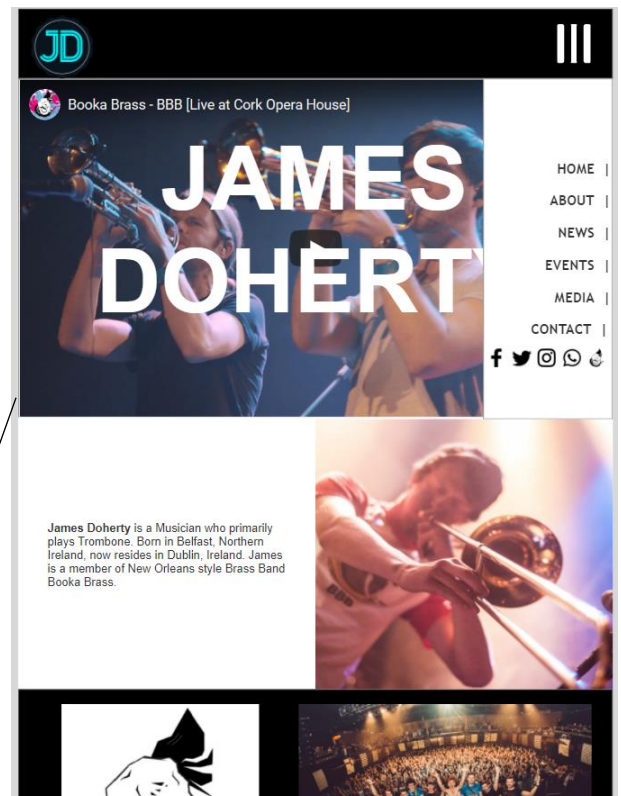 JD
Booka Brass - BBB [Live at Cork Opera House]
JAMES
DOHERTY
HOME |
ABOUT |
NEWS |
EVENTS |
MEDIA |
CONTACT |
James Doherty is a Musician who primarily
plays Trombone. Born in Belfast, Northern
Ireland, now resides in Dublin, Ireland. James
is a member of New Orleans style Brass Band
Booka Brass.
BBB